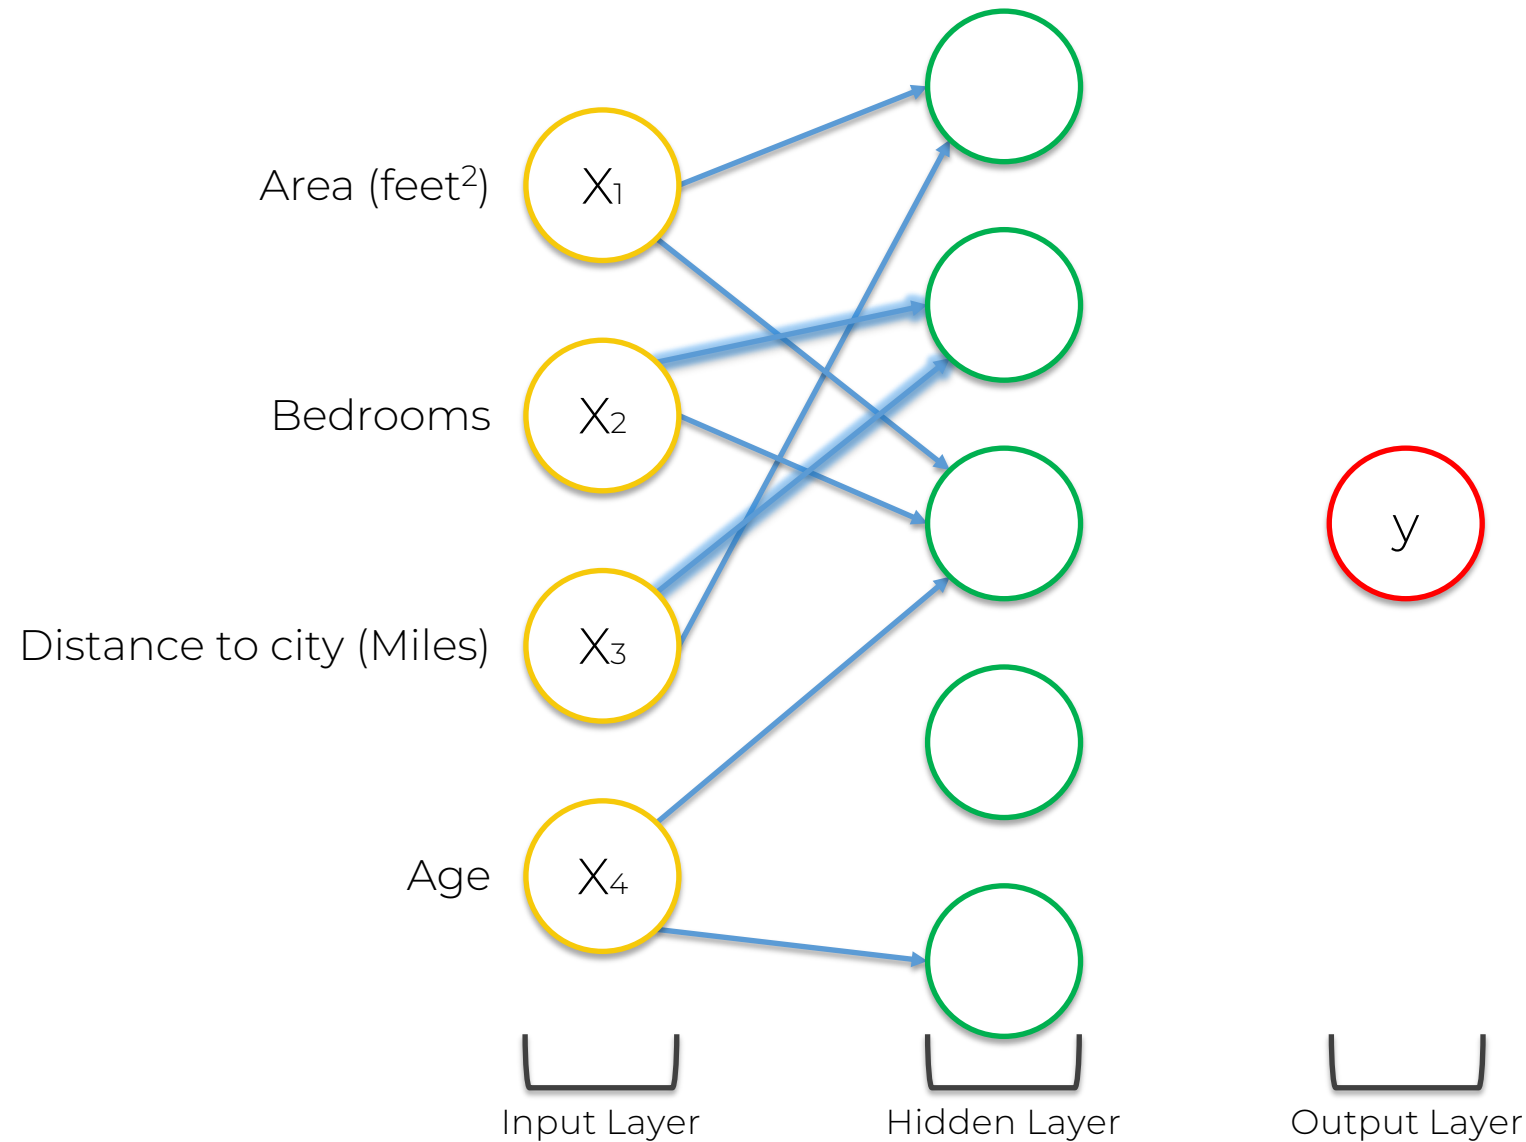 Area (feet²)
X₁
Bedrooms
X₂
Distance to city (Miles)
X₃
Age
X₄
y
Input Layer
Hidden Layer
Output Layer